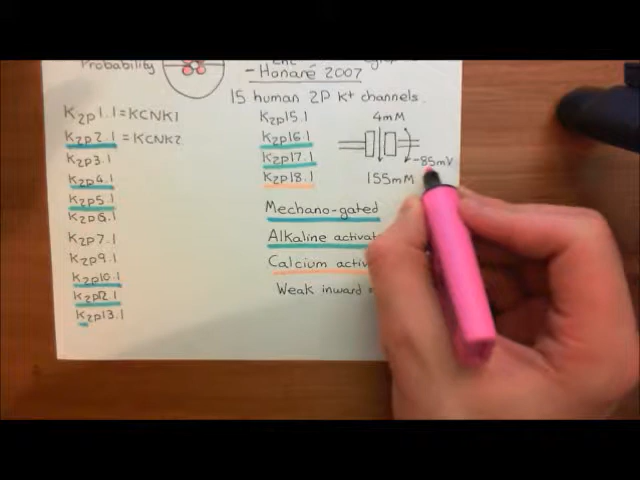 Probability
- Honaré 2007
15 human 2P K+ channels.
K2p1.1 = KCNK1
K2p2.1 = KCNK2
K2p3.1
K2p4.1
K2p5.1
K2p6.1
K2p7.1
K2p9.1
K2p10.1
K2p12.1
K2p13.1
K2p15.1
K2p16.1
K2p17.1
K2p18.1
4mM
-85mV
155mM
Mechano-gated
Alkaline
Calcium
Weak inward